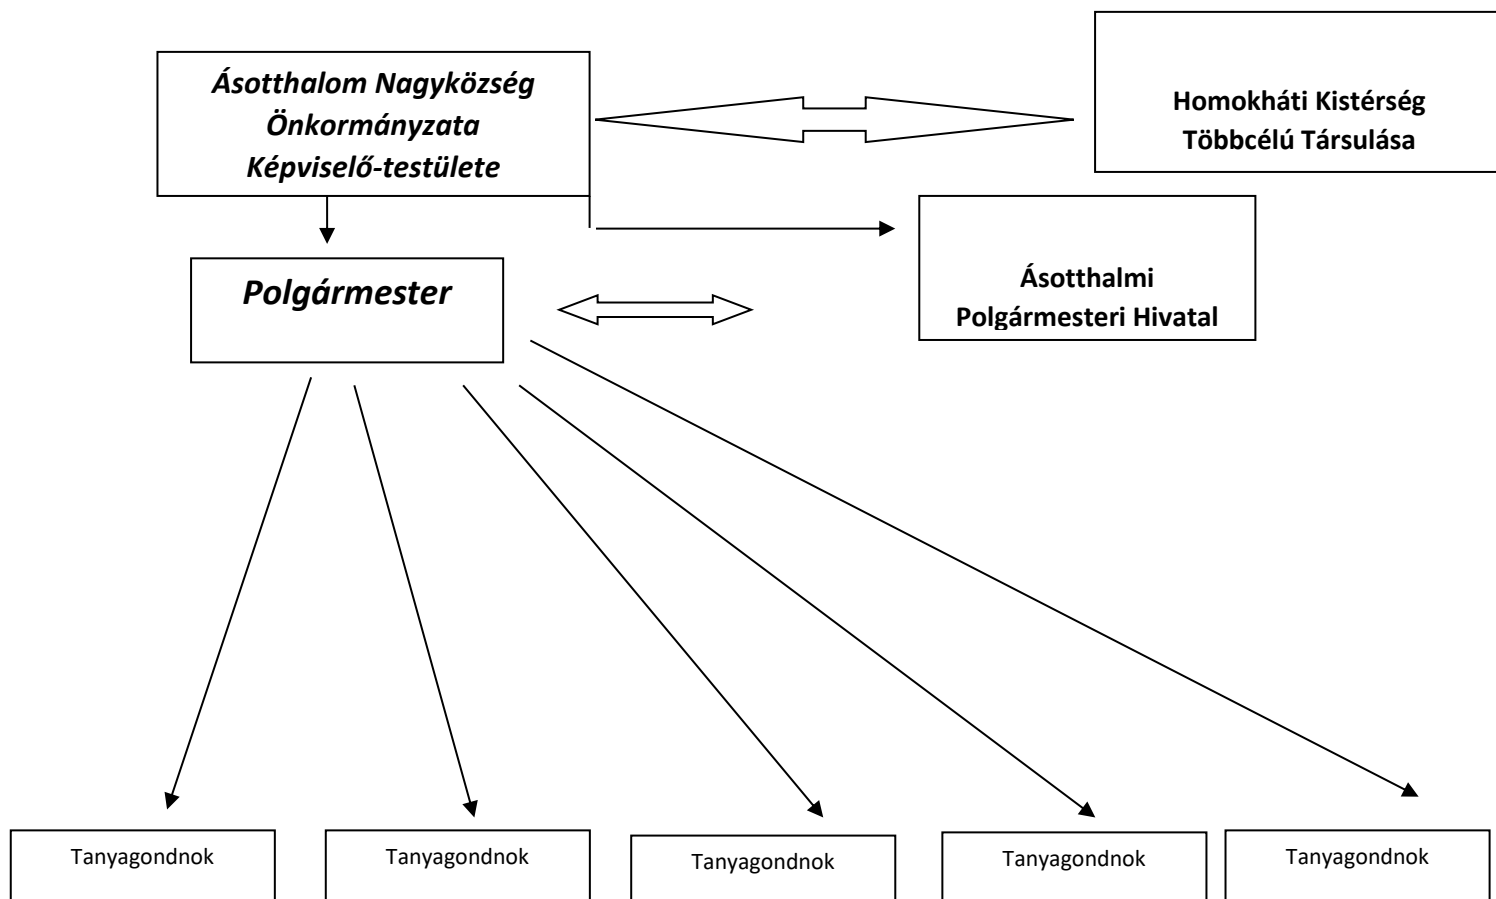 Ásotthalom Nagyközség
Önkormányzata
Képviselő-testülete
Homokháti Kistérség
Többcélú Társulása
Polgármester
Ásotthalmi
Polgármesteri Hivatal
Tanyagondnok
Tanyagondnok
Tanyagondnok
Tanyagondnok
Tanyagondnok